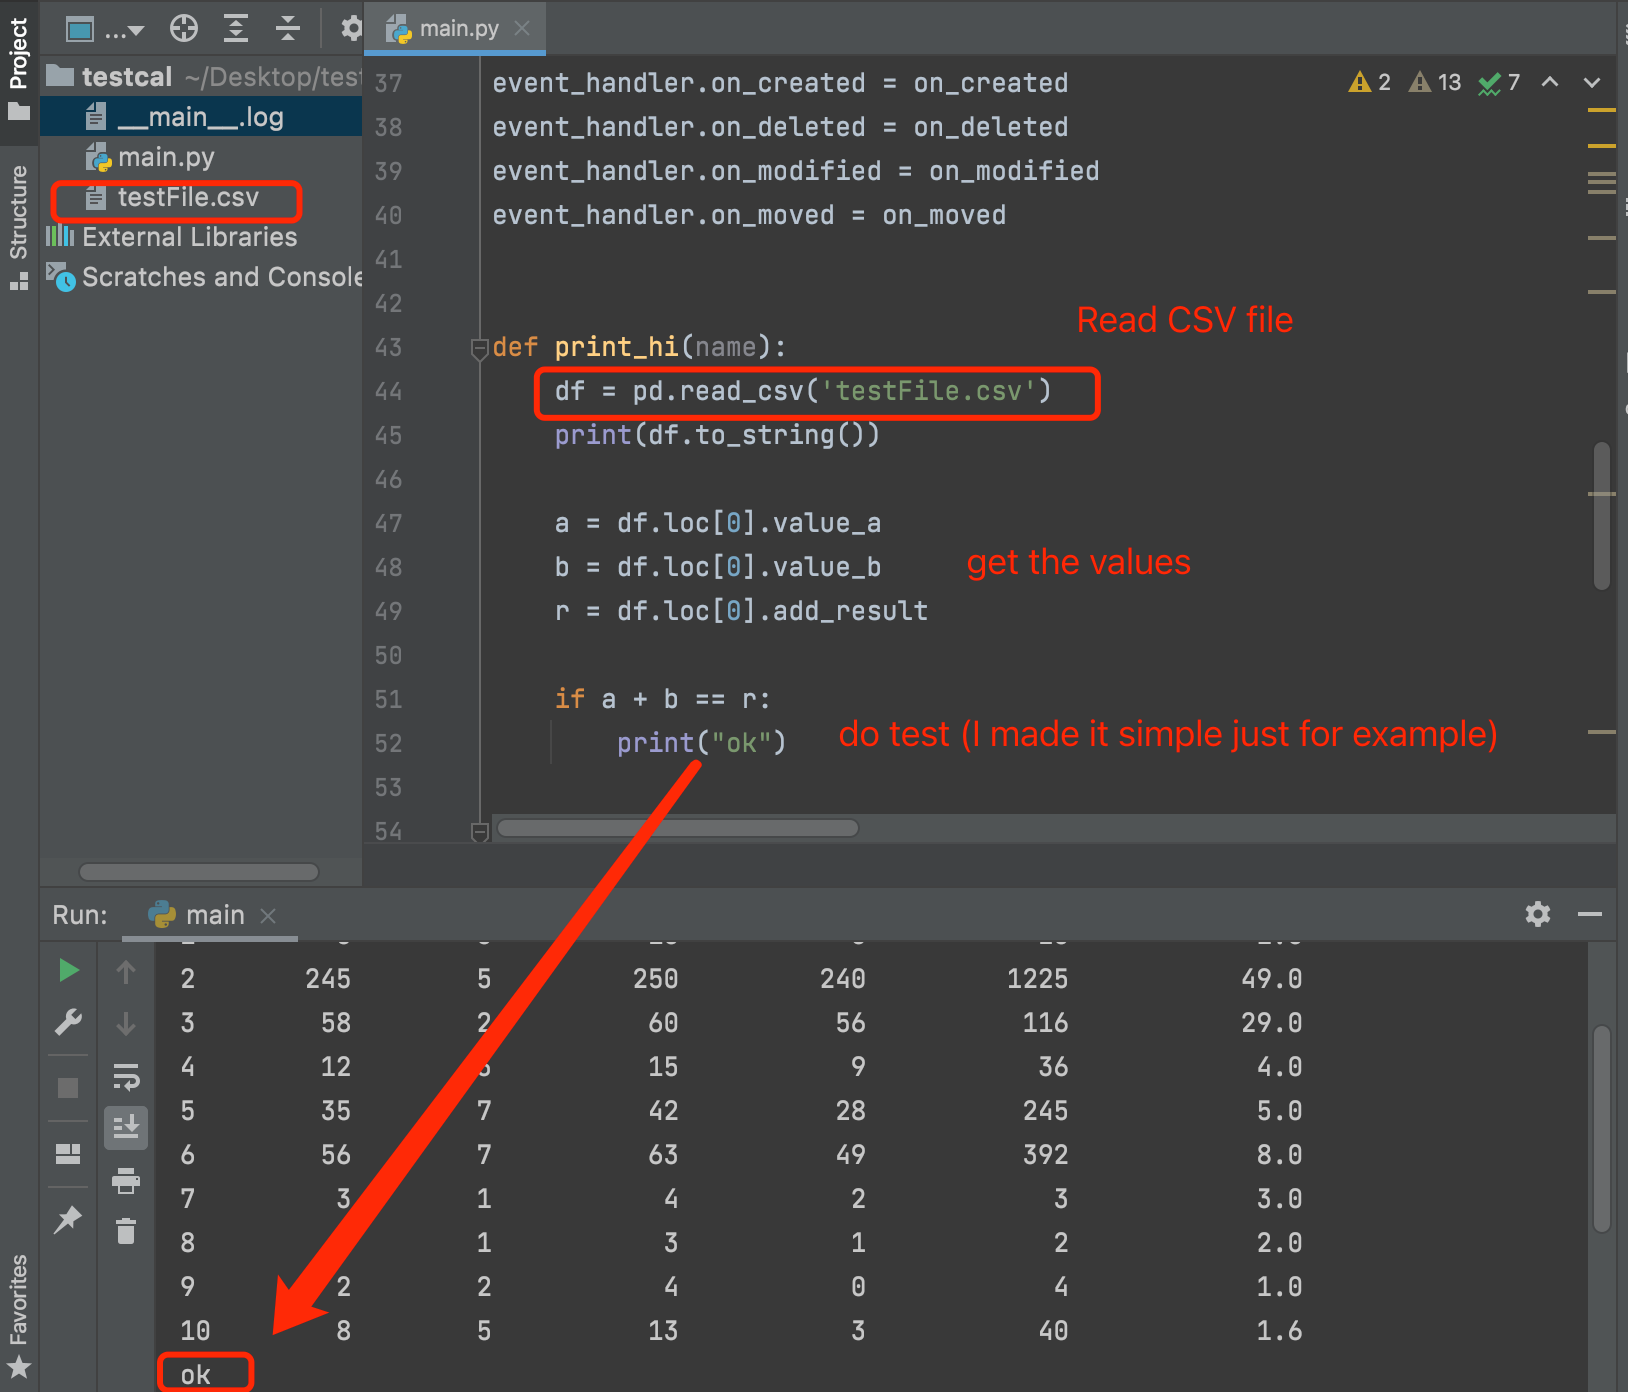 Project
Structure
Favorites
...
main.py
testcal ~/Desktop/test
__main__.log
main.py
testFile.csv
External Libraries
Scratches and Console
2 13 7
37 event_handler.on_created = on_created
38 event_handler.on_deleted = on_deleted
39 event_handler.on_modified = on_modified
40 event_handler.on_moved = on_moved
41
42
Read CSV file
43 def print_hi(name):
44 df = pd.read_csv('testFile.csv')
45 print(df.to_string())
46
47 a = df.loc[0].value_a
48 b = df.loc[0].value_b
get the values
49 r = df.loc[0].add_result
50
51 if a + b == r:
52 print("ok")
do test (I made it simple just for example)
53
54
Run: main
2 245 5 250 240 1225 49.0
3 58 2 60 56 116 29.0
4 12 15 9 36 4.0
5 35 7 42 28 245 5.0
6 56 7 63 49 392 8.0
7 3 1 4 2 3 3.0
8 1 3 1 2 2.0
9 2 2 4 0 4 1.0
10 8 5 13 3 40 1.6
ok